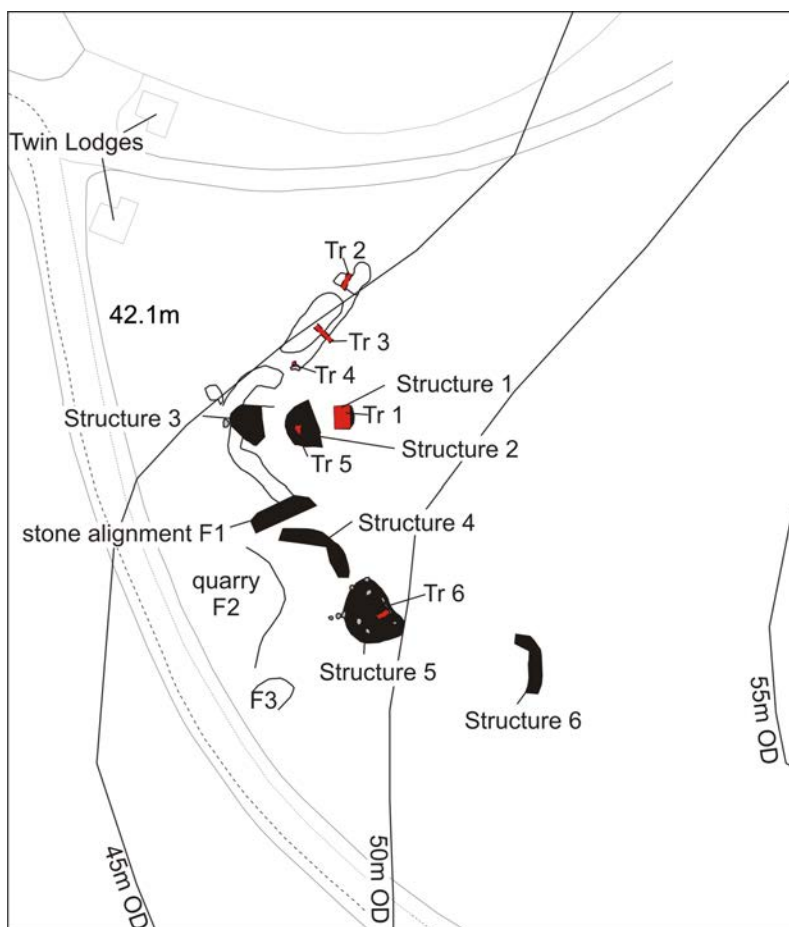 Twin Lodges
Tr 2
42.1m
Tr 3
Tr 4
Structure 1
Structure 3
Tr 1
Tr 5
Structure 2
stone alignment F1
Structure 4
quarry
F2
Tr 6
Structure 5
F3
Structure 6
55m OD
45m OD
50m OD